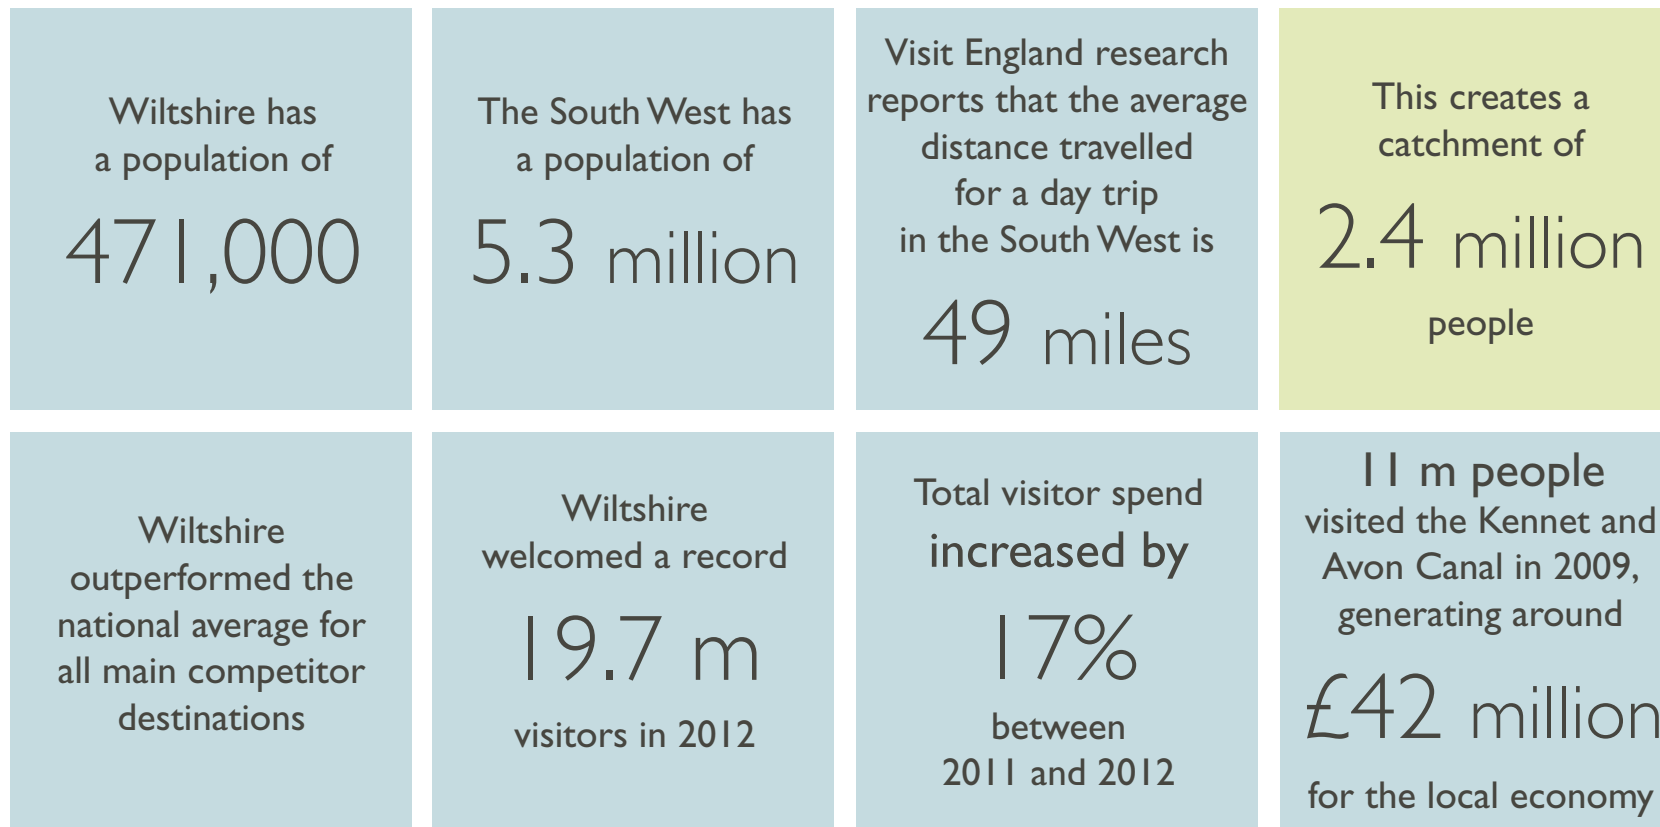 Wiltshire has
a population of
471,000
The South West has
a population of
5.3 million
Visit England research
reports that the average
distance travelled
for a day trip
in the South West is
49 miles
This creates a
catchment of
2.4 million
people
Wiltshire
outperformed the
national average for
all main competitor
destinations
Wiltshire
welcomed a record
19.7 m
visitors in 2012
Total visitor spend
increased by
17%
between
2011 and 2012
11 m people
visited the Kennet and
Avon Canal in 2009,
generating around
£42 million
for the local economy